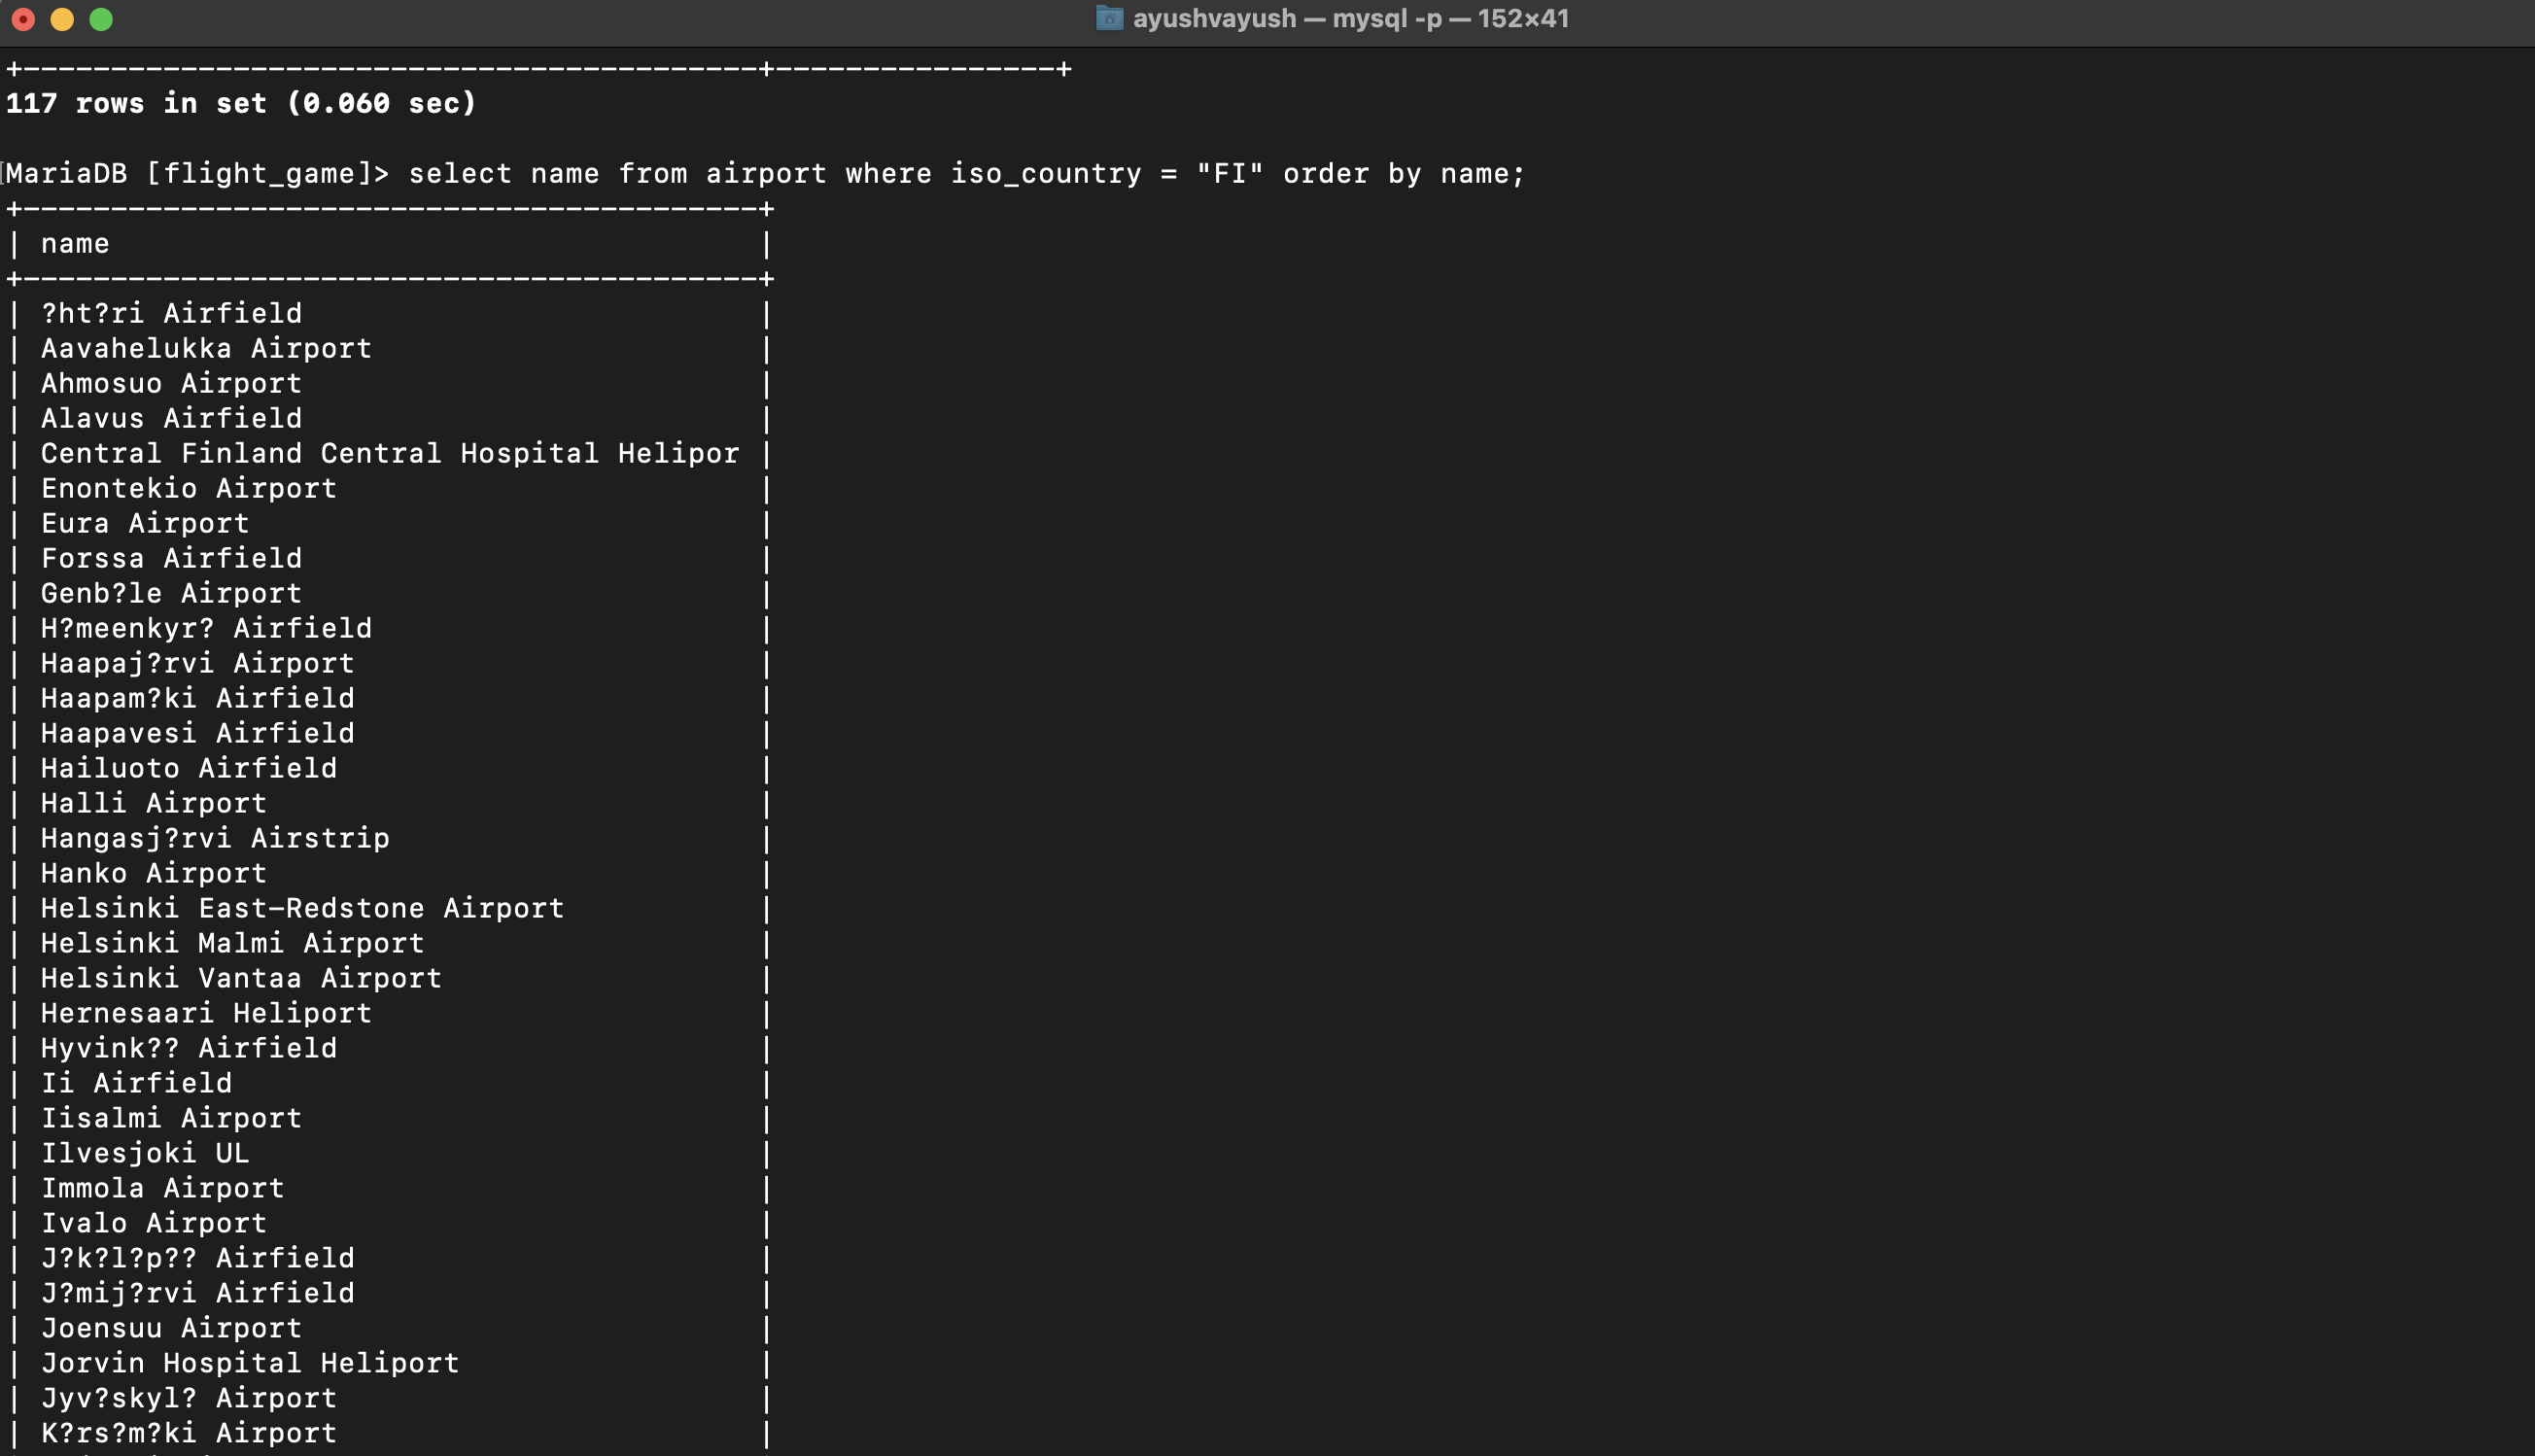 ayushvayush — mysql -p — 152×41
+------------------------------------------+----------------+
117 rows in set (0.060 sec)
MariaDB [flight_game]> select name from airport where iso_country = "FI" order by name;
+------------------------------------------+
| name                                     |
+------------------------------------------+
| ?ht?ri Airfield                          |
| Aavahelukka Airport                      |
| Ahmosuo Airport                          |
| Alavus Airfield                          |
| Central Finland Central Hospital Helipor |
| Enontekio Airport                        |
| Eura Airport                             |
| Forssa Airfield                          |
| Genb?le Airport                          |
| H?meenkyr? Airfield                      |
| Haapaj?rvi Airport                       |
| Haapam?ki Airfield                       |
| Haapavesi Airfield                       |
| Hailuoto Airfield                        |
| Halli Airport                            |
| Hangasj?rvi Airstrip                     |
| Hanko Airport                            |
| Helsinki East-Redstone Airport           |
| Helsinki Malmi Airport                   |
| Helsinki Vantaa Airport                  |
| Hernesaari Heliport                      |
| Hyvink?? Airfield                        |
| Ii Airfield                              |
| Iisalmi Airport                          |
| Ilvesjoki UL                             |
| Immola Airport                           |
| Ivalo Airport                            |
| J?k?l?p?? Airfield                       |
| J?mij?rvi Airfield                       |
| Joensuu Airport                          |
| Jorvin Hospital Heliport                 |
| Jyv?skyl? Airport                        |
| K?rs?m?ki Airport                        |